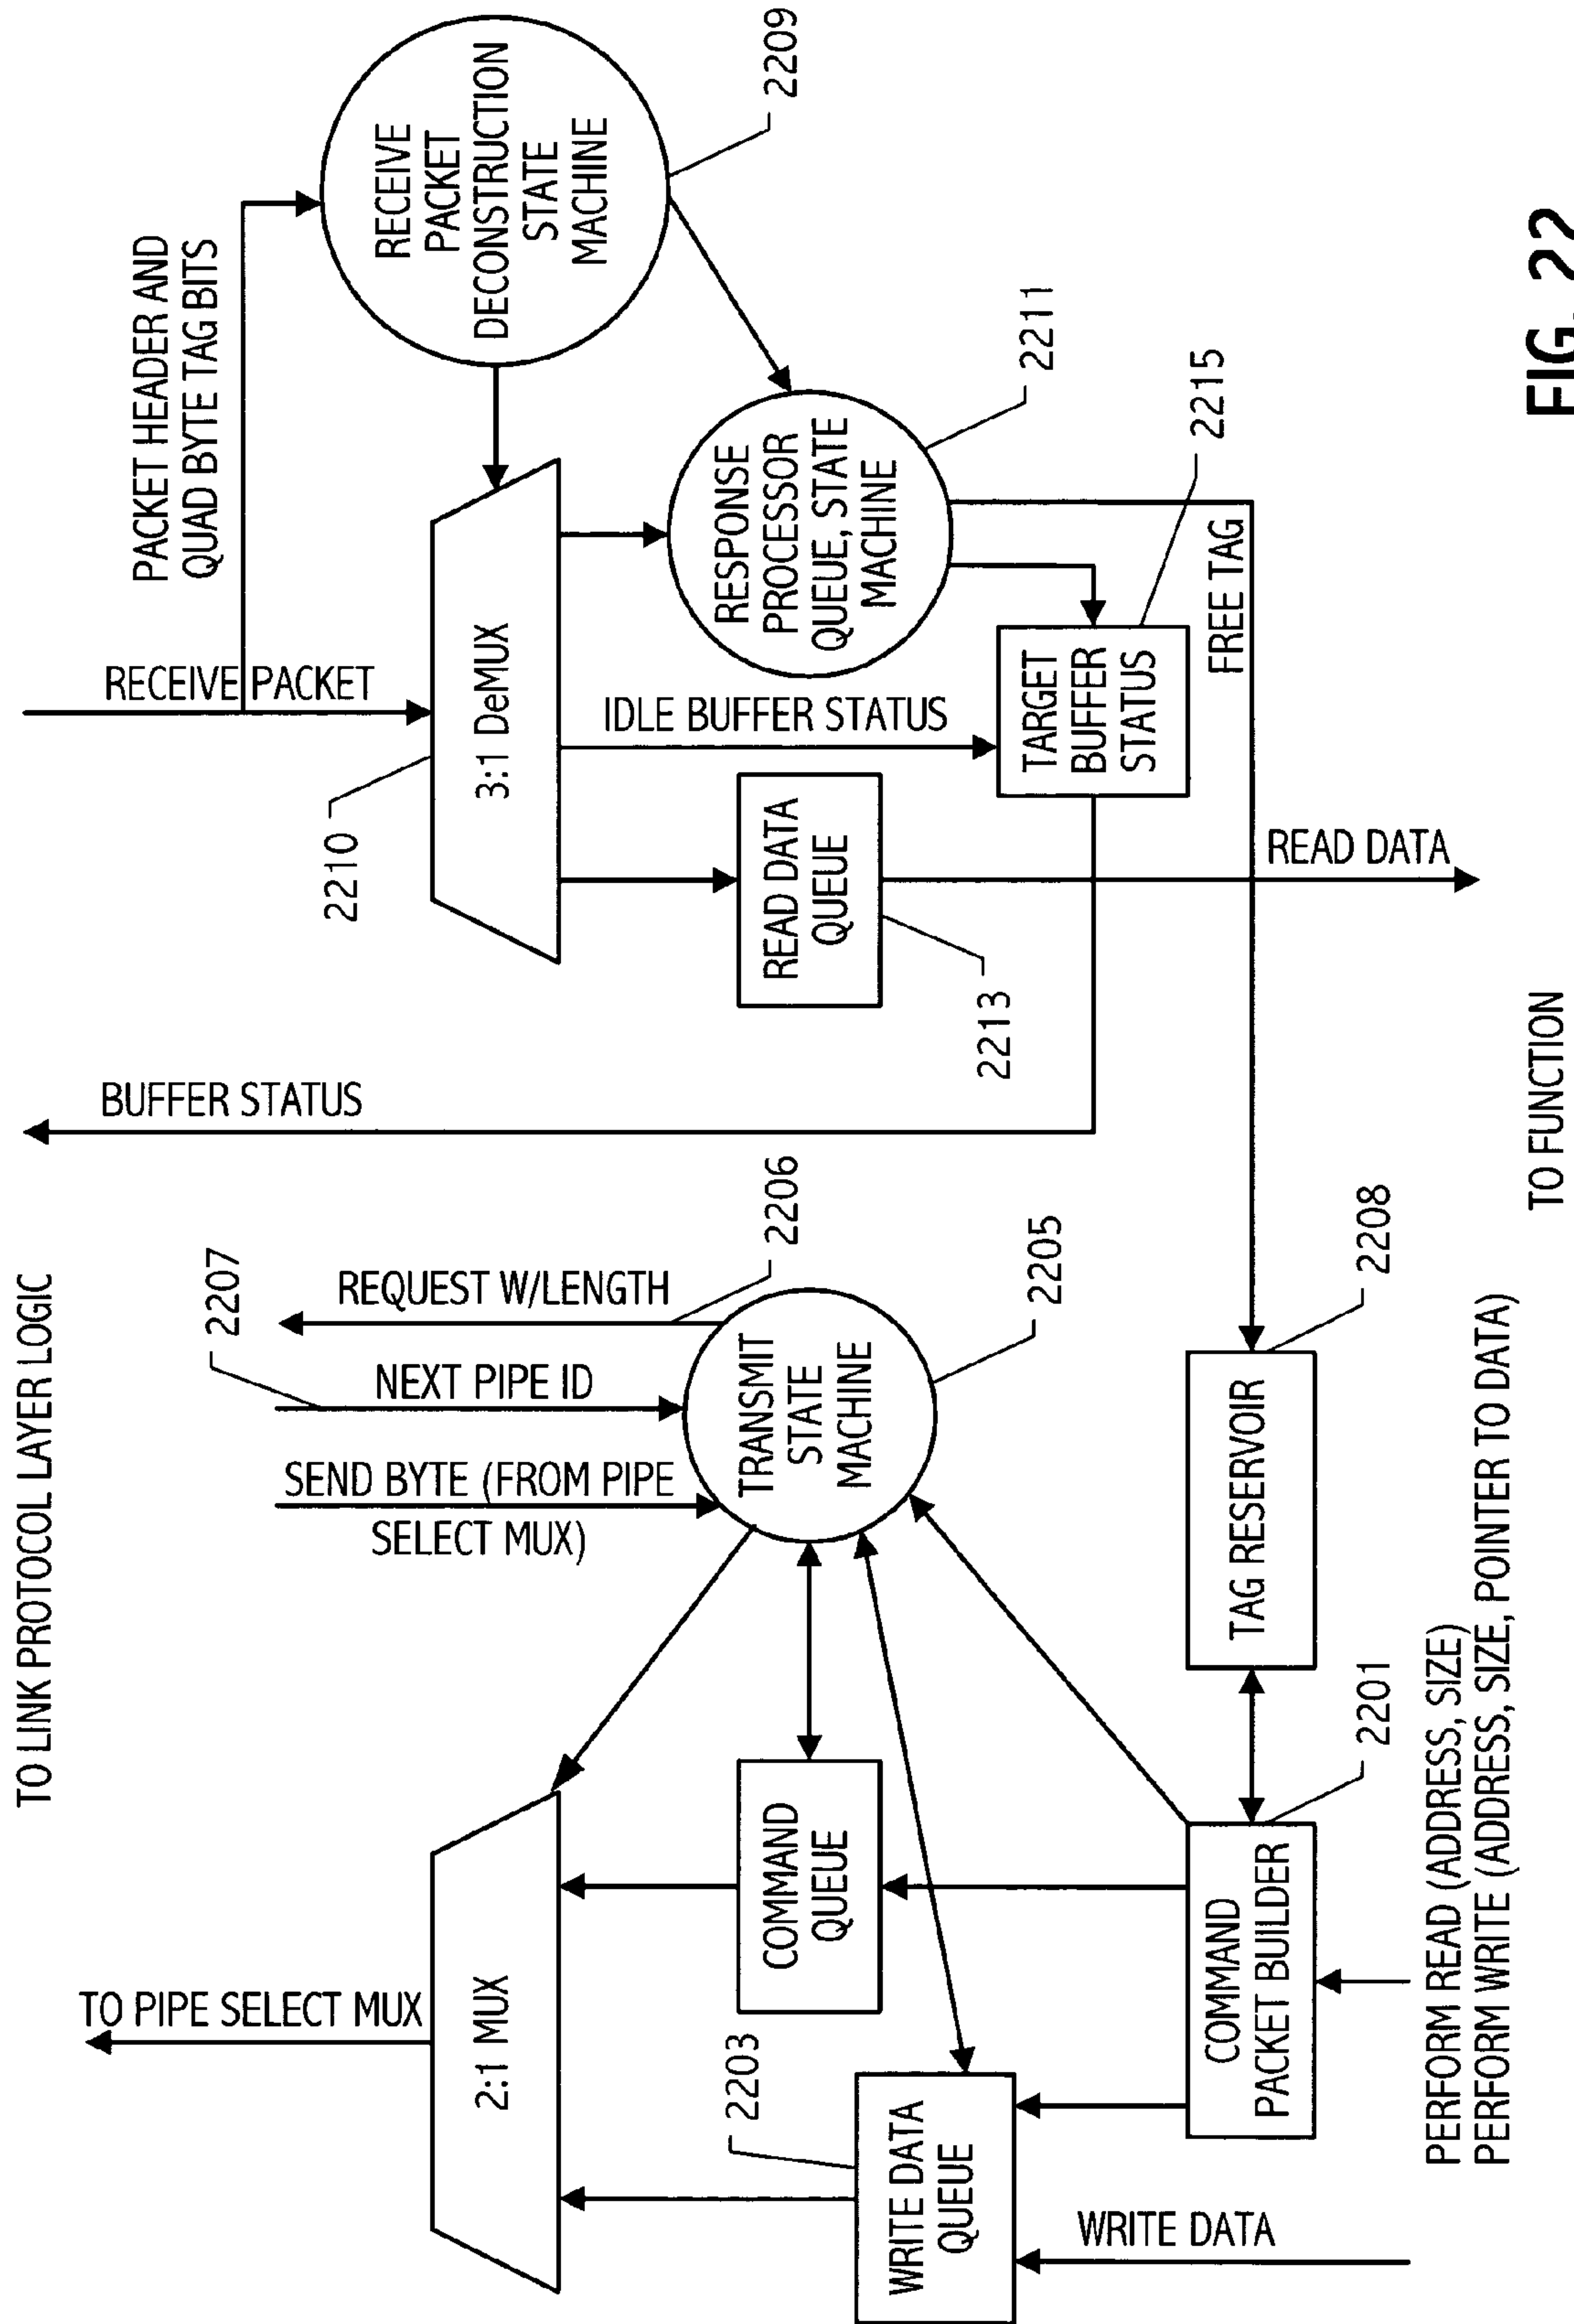 TO LINK PROTOCOL LAYER LOGIC
TO PIPE SELECT MUX
2:1 MUX
2207
REQUEST W/LENGTH
2206
NEXT PIPE ID
SEND BYTE (FROM PIPE
SELECT MUX)
TRANSMIT
STATE
MACHINE
2205
COMMAND
QUEUE
2203
WRITE DATA
QUEUE
WRITE DATA
COMMAND
PACKET BUILDER
2201
TAG RESERVOIR
2208
PERFORM READ (ADDRESS, SIZE)
PERFORM WRITE (ADDRESS, SIZE, POINTER TO DATA)
BUFFER STATUS
RECEIVE PACKET
PACKET HEADER AND
QUAD BYTE TAG BITS
RECEIVE
PACKET
DECONSTRUCTION
STATE
MACHINE
2209
2210
3:1 DeMUX
IDLE BUFFER STATUS
RESPONSE
PROCESSOR
QUEUE, STATE
MACHINE
2211
READ DATA
QUEUE
2213
TARGET
BUFFER
STATUS
2215
FREE TAG
READ DATA
TO FUNCTION
FIG. 22